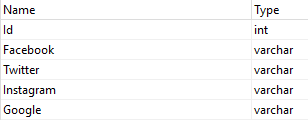 Name Type
Id int
Facebook varchar
Twitter varchar
Instagram varchar
Google varchar